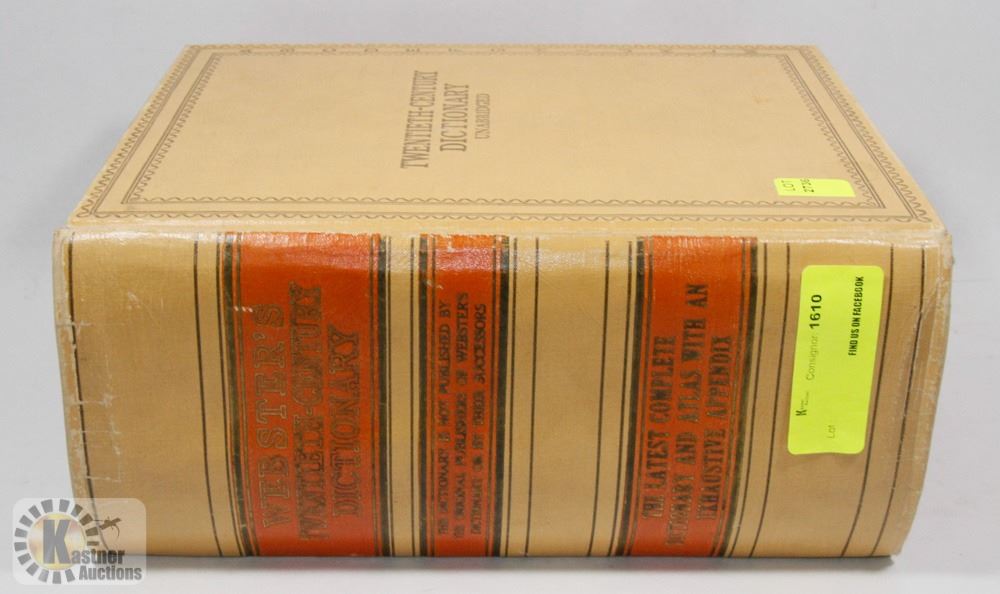 A B C D E F G
TWENTIETH-CENTURY
DICTIONARY
UNABRIDGED
LOT
2736
WEBSTER'S
TWENTIETH-CENTURY
DICTIONARY
THIS DICTIONARY IS NOT PUBLISHED BY
THE ORIGINAL PUBLISHERS OF WEBSTER'S
DICTIONARY OR BY THEIR SUCCESSORS
THE LATEST COMPLETE
DICTIONARY AND ATLAS WITH AN
EXHAUSTIVE APPENDIX
Consignor 1610
Lot
FIND US ON FACEBOOK
Kastner
Auctions